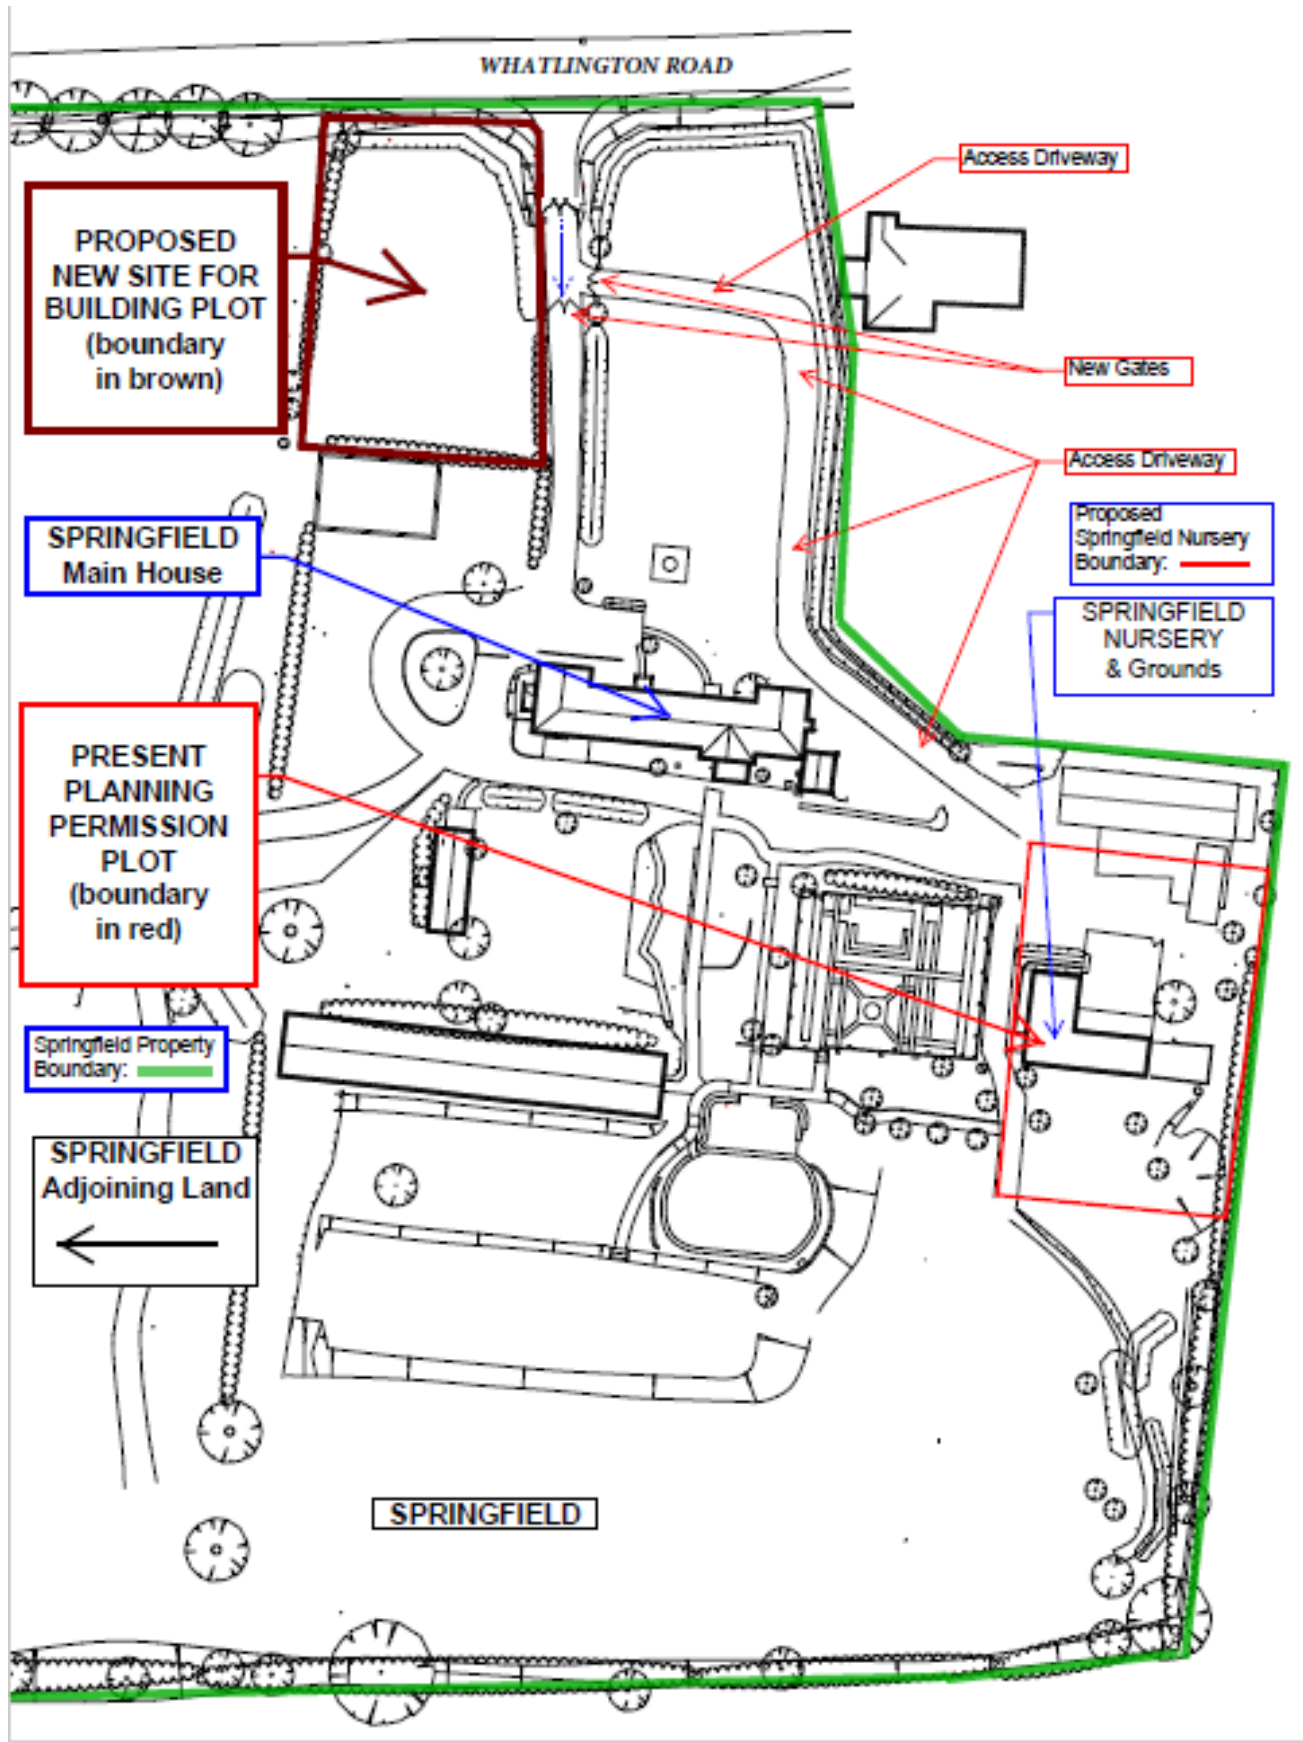 WHATLINGTON ROAD
Access Driveway
PROPOSED
NEW SITE FOR
BUILDING PLOT
(boundary
in brown)
New Gates
Access Driveway
Proposed
Springfield Nursery
Boundary:
SPRINGFIELD
Main House
SPRINGFIELD
NURSERY
& Grounds
PRESENT
PLANNING
PERMISSION
PLOT
(boundary
in red)
Springfield Property
Boundary:
SPRINGFIELD
Adjoining Land
SPRINGFIELD